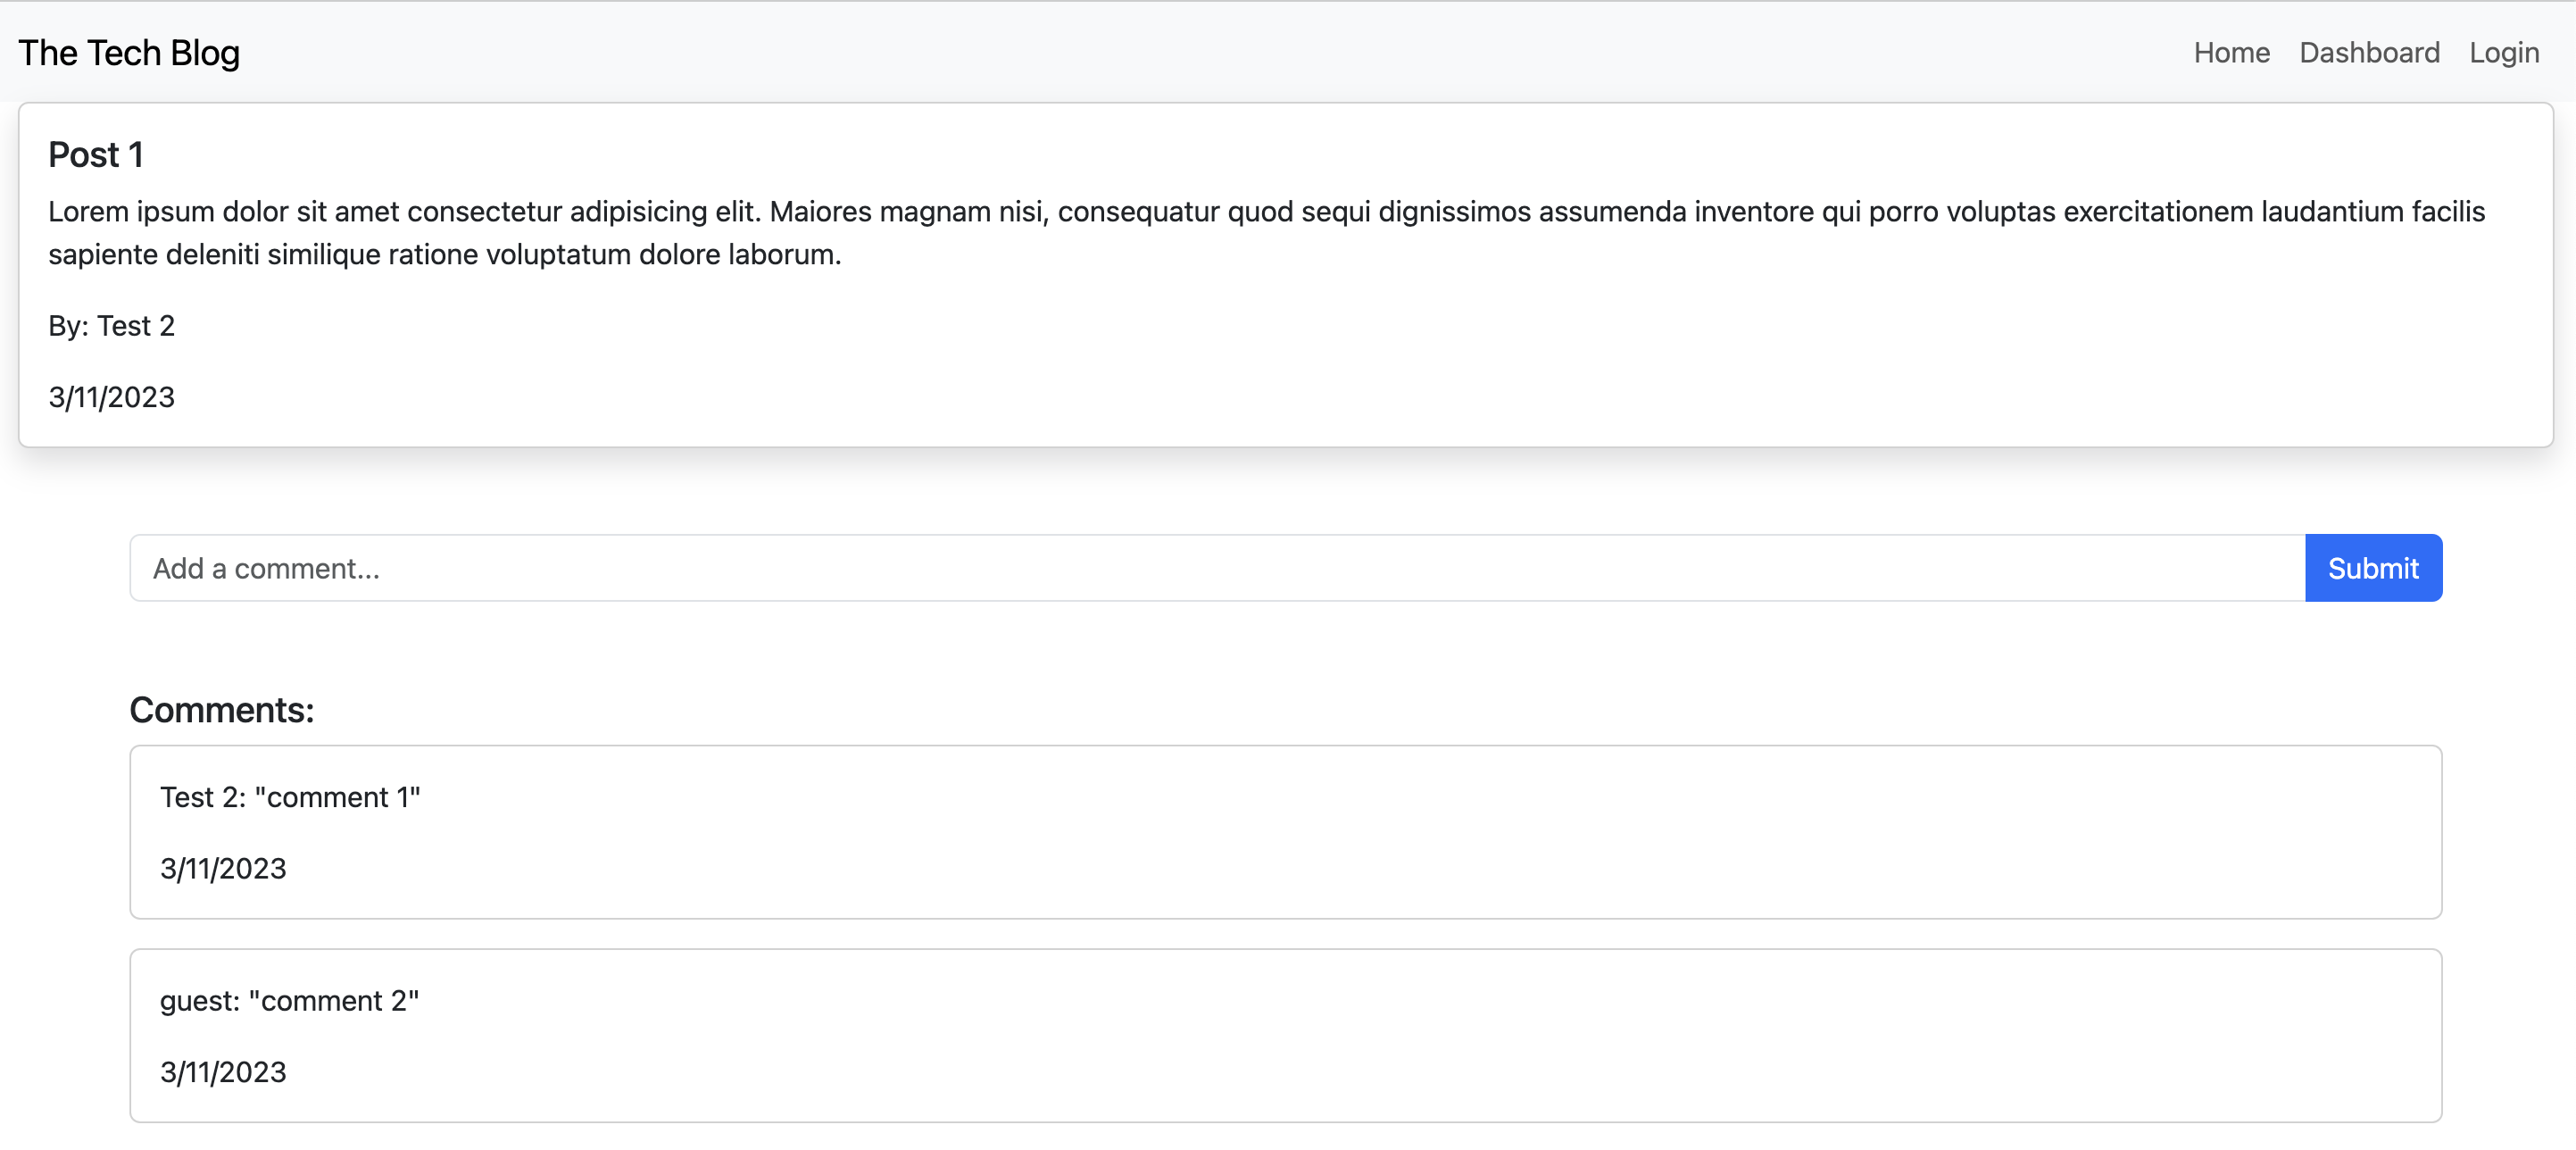 The Tech Blog
Home Dashboard Login
Post 1
Lorem ipsum dolor sit amet consectetur adipisicing elit. Maiores magnam nisi, consequatur quod sequi dignissimos assumenda inventore qui porro voluptas exercitationem laudantium facilis
sapiente deleniti similique ratione voluptatum dolore laborum.
By: Test 2
3/11/2023
Add a comment...
Submit
Comments:
Test 2: "comment 1"
3/11/2023
guest: "comment 2"
3/11/2023